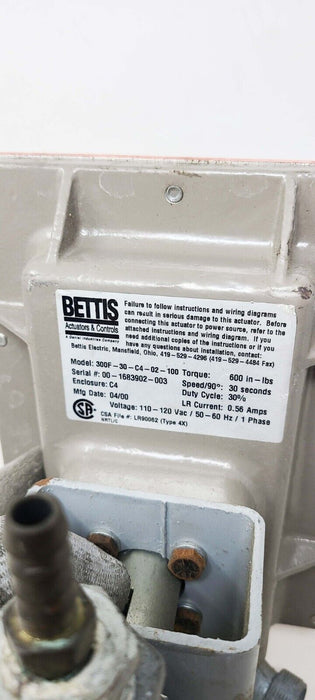 BETTIS
Actuators & Controls
A Daniel Industries Company
Failure to follow instructions and wiring diagrams
can result in serious damage to this actuator. Before
connecting this actuator to power source, refer to the
attached instructions and wiring diagram. If you need
additional copies of the instructions or if you
have any questions about installation, contact:
Bettis Electric, Mansfield, Ohio, 419-529-4296 (419-529-4484 Fax)
Model: 300F-30-C4-02-100 Torque: 600 in-lbs
Serial #: 00-1683902-003 Speed/90°: 30 seconds
Enclosure: C4 Duty Cycle: 30%
Mfg Date: 04/00 LR Current: 0.56 Amps
Voltage: 110-120 Vac / 50-60 Hz / 1 Phase
CSA File #: LR90062 (Type 4X)
NRTL/C